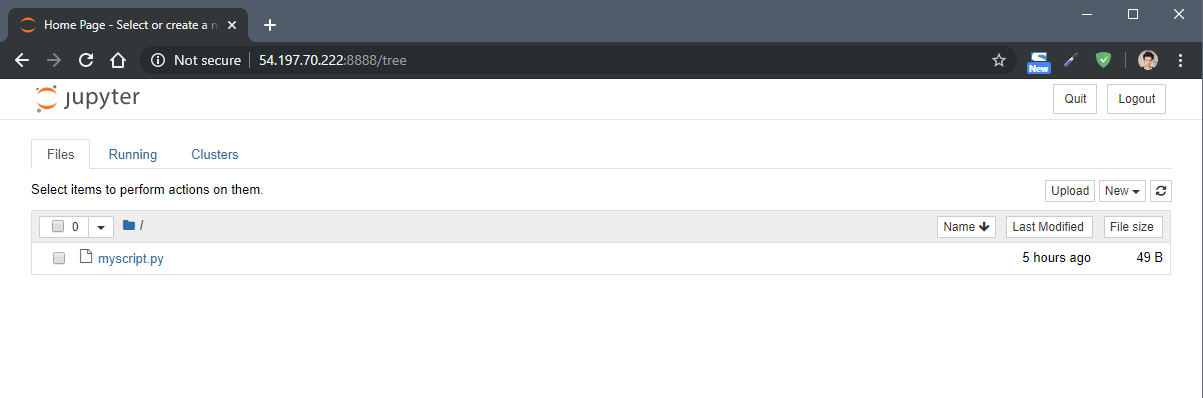 Home Page - Select or create a n
Not secure 54.197.70.222:8888/tree
New
jupyter
Quit Logout
Files Running Clusters
Select items to perform actions on them.
Upload New
0 / Name Last Modified File size
myscript.py 5 hours ago 49 B